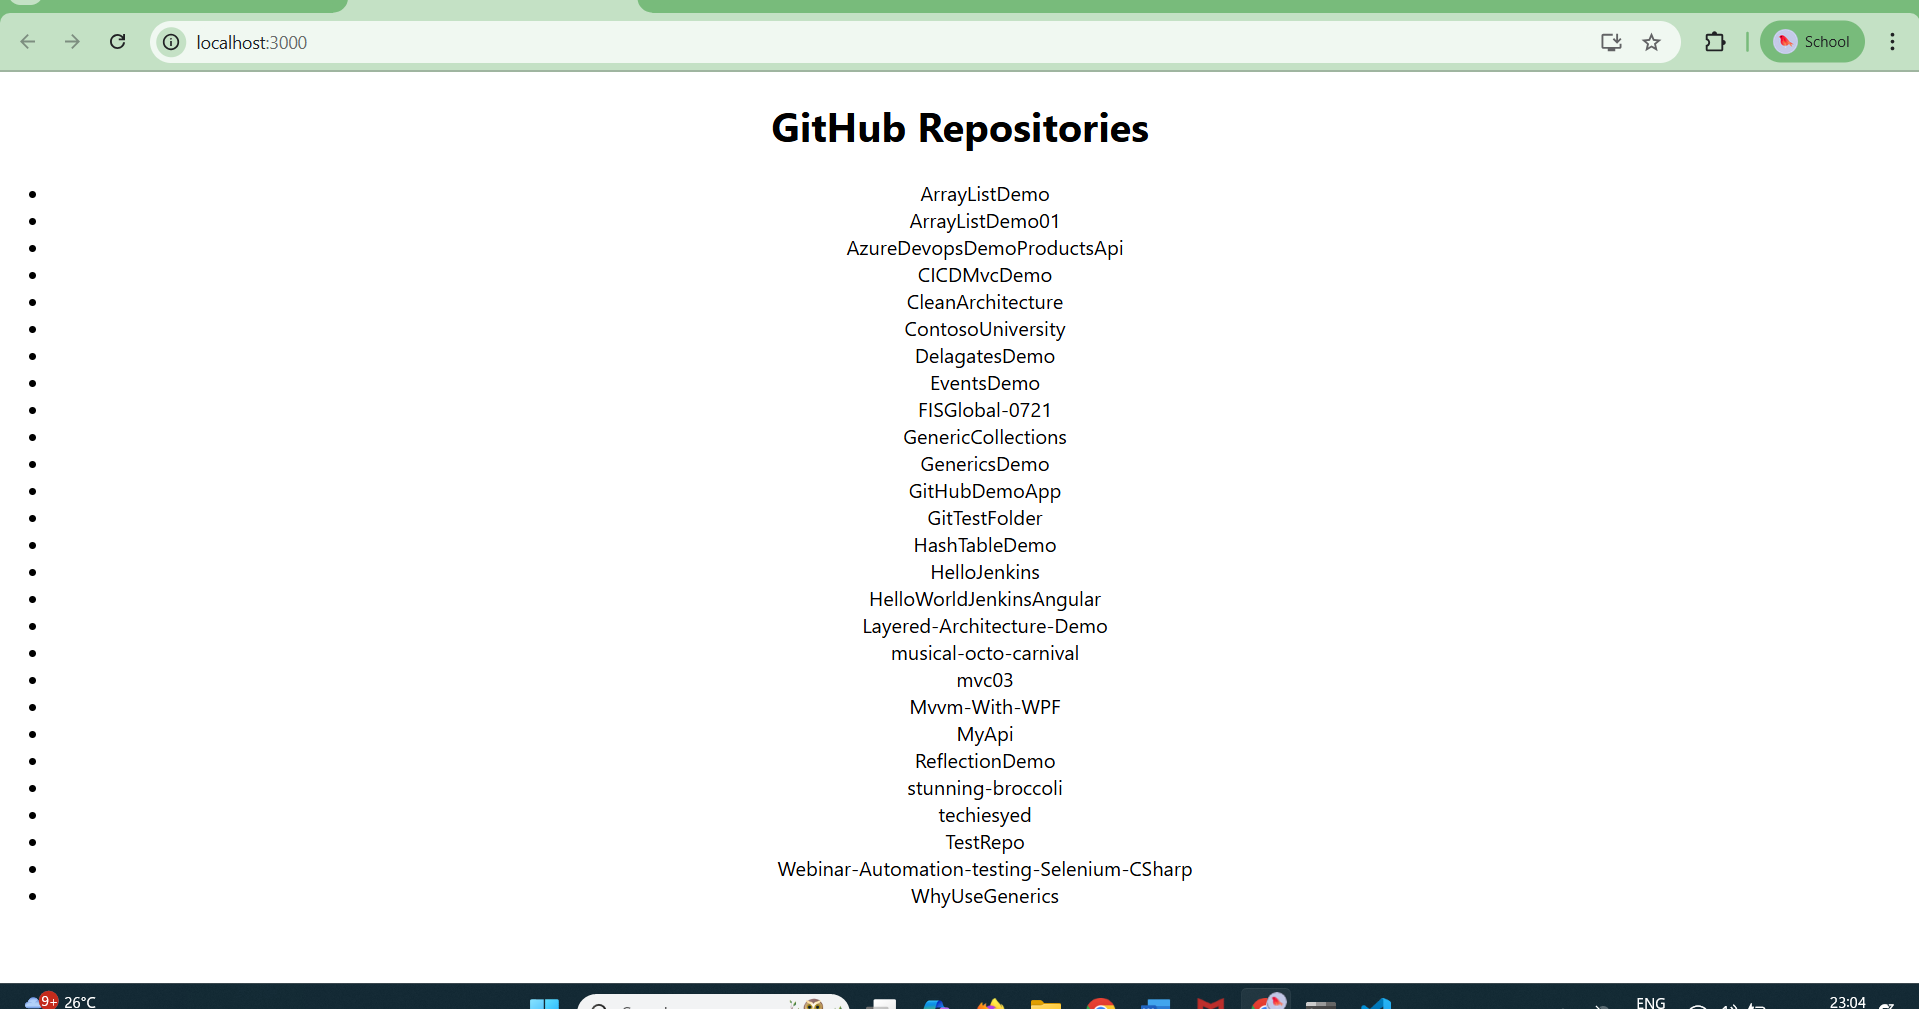 localhost:3000
School
GitHub Repositories
ArrayListDemo
ArrayListDemo01
AzureDevopsDemoProductsApi
CICDMvcDemo
CleanArchitecture
ContosoUniversity
DelagatesDemo
EventsDemo
FISGlobal-0721
GenericCollections
GenericsDemo
GitHubDemoApp
GitTestFolder
HashTableDemo
HelloJenkins
HelloWorldJenkinsAngular
Layered-Architecture-Demo
musical-octo-carnival
mvc03
Mvvm-With-WPF
MyApi
ReflectionDemo
stunning-broccoli
techiesyed
TestRepo
Webinar-Automation-testing-Selenium-CSharp
WhyUseGenerics
9+ 26°C
ENG
23:04